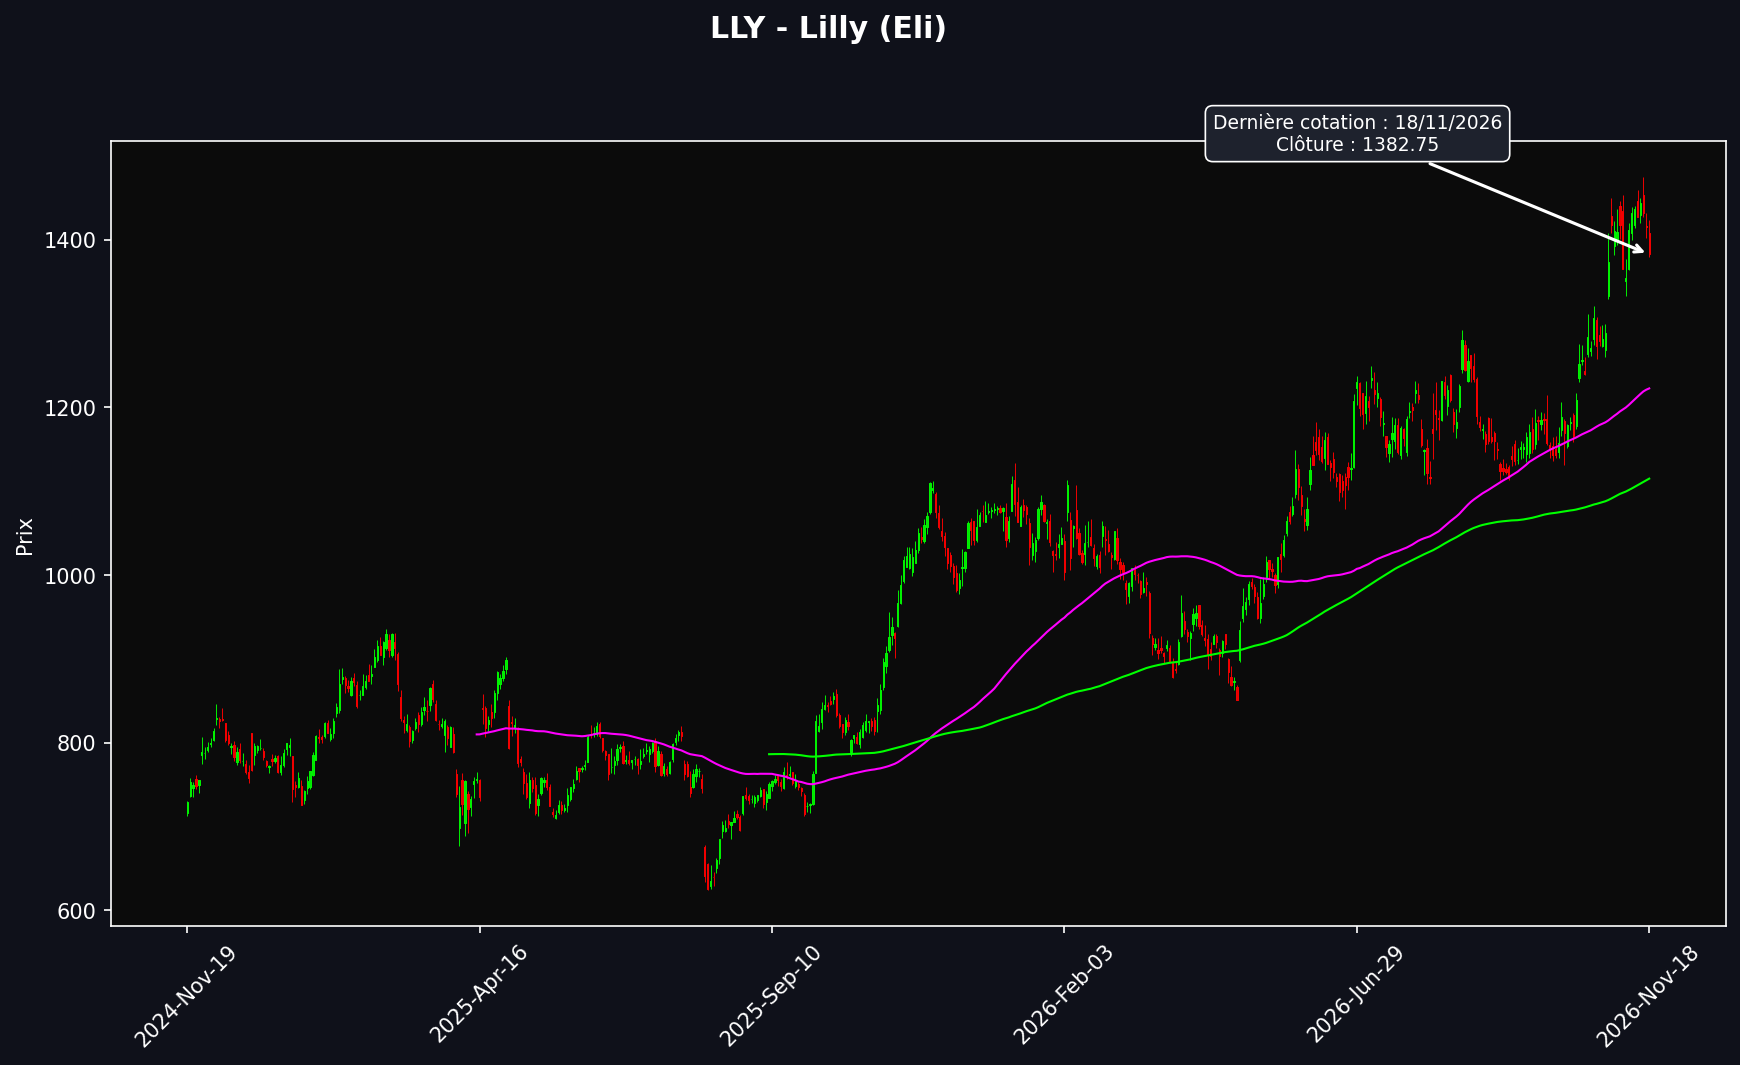 LLY - Lilly (Eli)
Dernière cotation : 18/11/2026
Clôture : 1382.75
Prix
1400
1200
1000
800
600
2024-Nov-19
2025-Apr-16
2025-Sep-10
2026-Feb-03
2026-Jun-29
2026-Nov-18